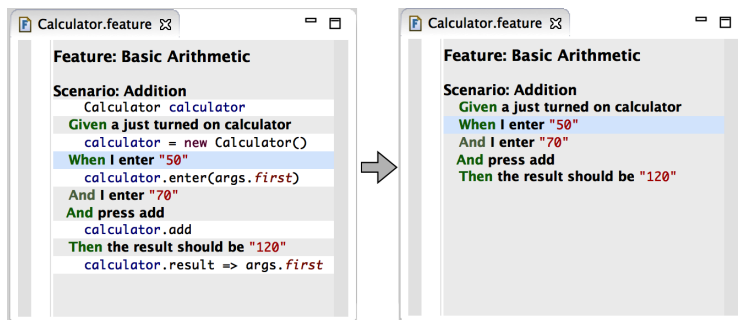 Calculator.feature
Feature: Basic Arithmetic
Scenario: Addition
Calculator calculator
Given a just turned on calculator
calculator = new Calculator()
When I enter "50"
calculator.enter(args.first)
And I enter "70"
And press add
calculator.add
Then the result should be "120"
calculator.result => args.first
Calculator.feature
Feature: Basic Arithmetic
Scenario: Addition
Given a just turned on calculator
When I enter "50"
And I enter "70"
And press add
Then the result should be "120"